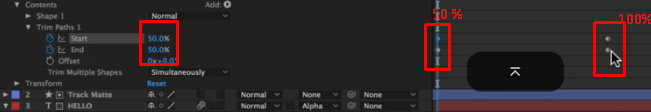 Contents Add:
Shape 1 Normal
Trim Paths 1
Start 50.0%
End 50.0%
Offset 0x+0.0°
Trim Multiple Shapes Simultaneously
Transform Reset
2 Track Matte Normal None None
3 T HELLO Normal Alpha None
0 % 100%